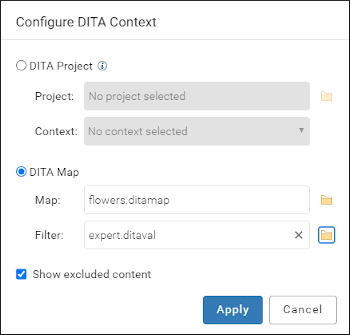 Configure DITA Context
DITA Project
Project: No project selected
Context: No context selected
DITA Map
Map: flowers.ditamap
Filter: expert.ditaval
Show excluded content
Apply Cancel